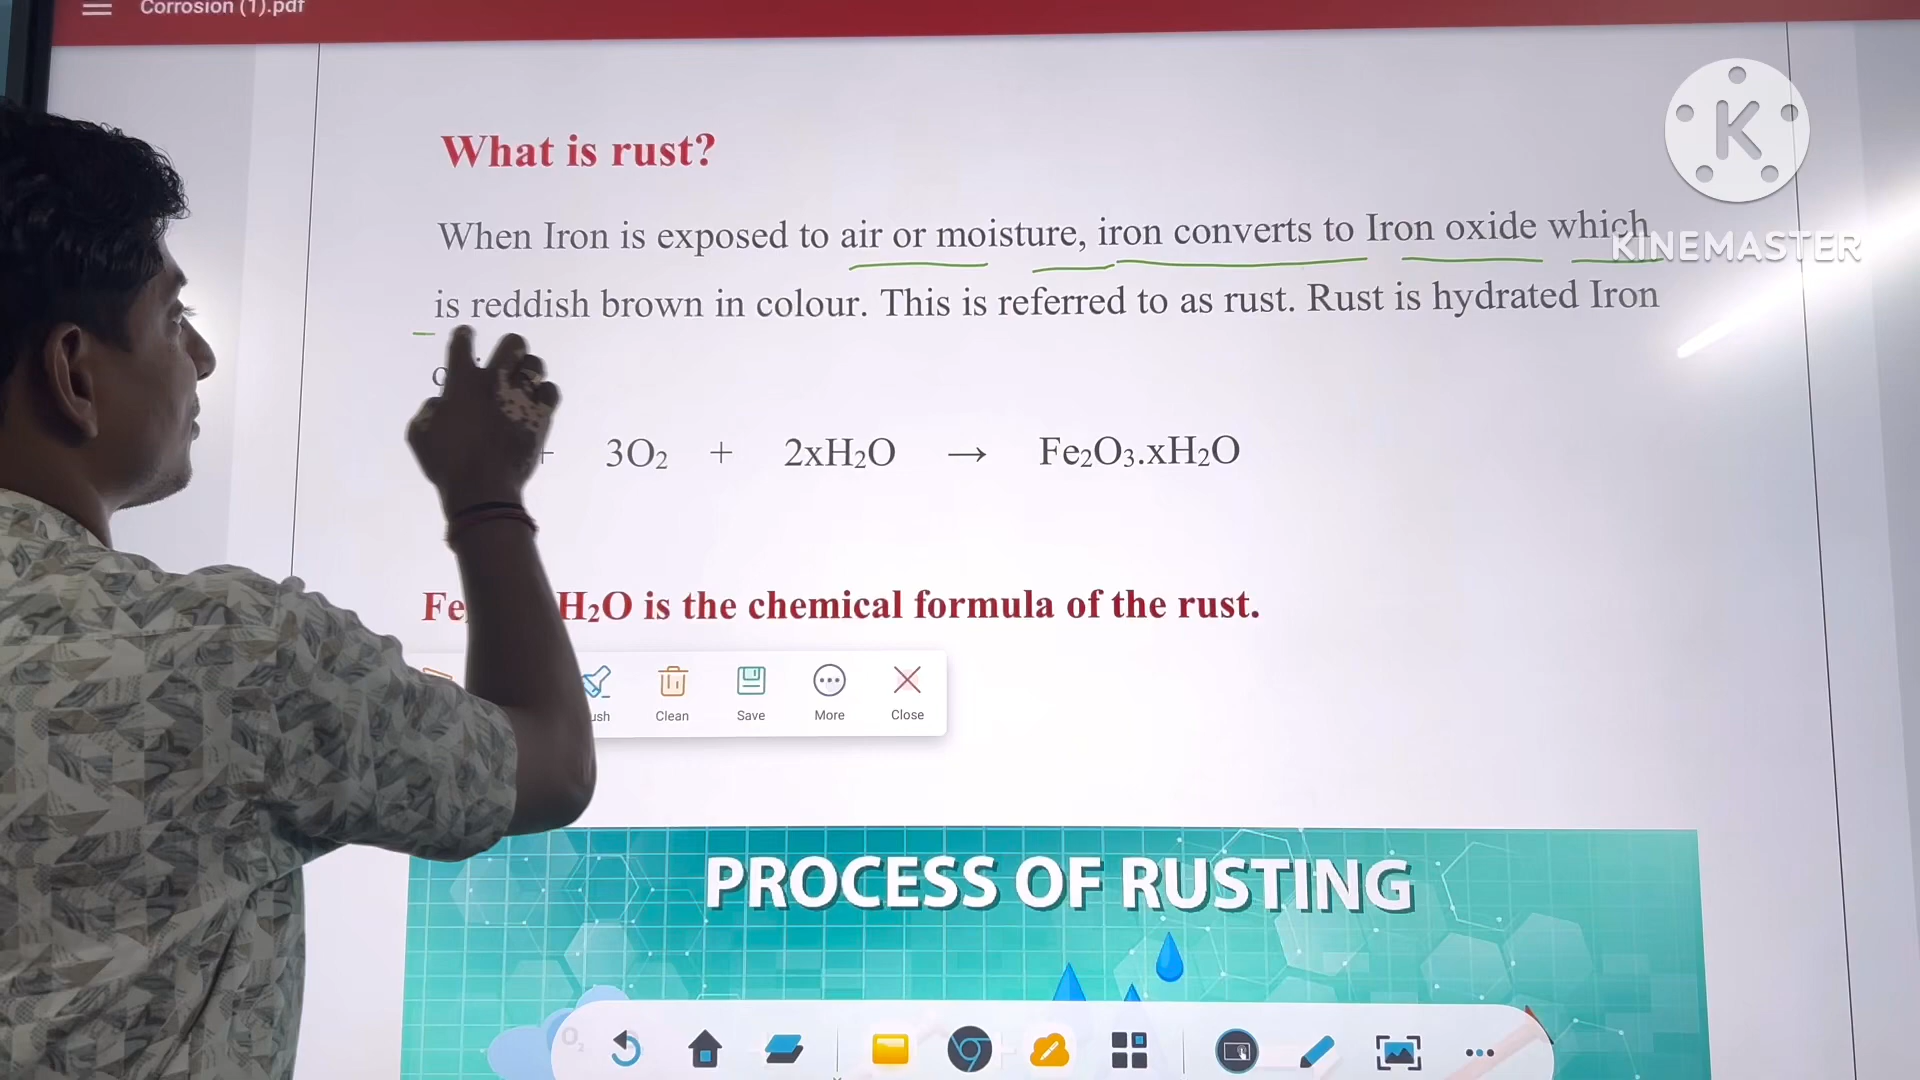 Corrosion (1).pdf
What is rust?
When Iron is exposed to air or moisture, iron converts to Iron oxide which
is reddish brown in colour. This is referred to as rust. Rust is hydrated Iron
+ 3O₂ + 2xH₂O → Fe₂O₃.xH₂O
Fe H₂O is the chemical formula of the rust.
Clean Save More Close
PROCESS OF RUSTING
O₂
K
KINEMASTER